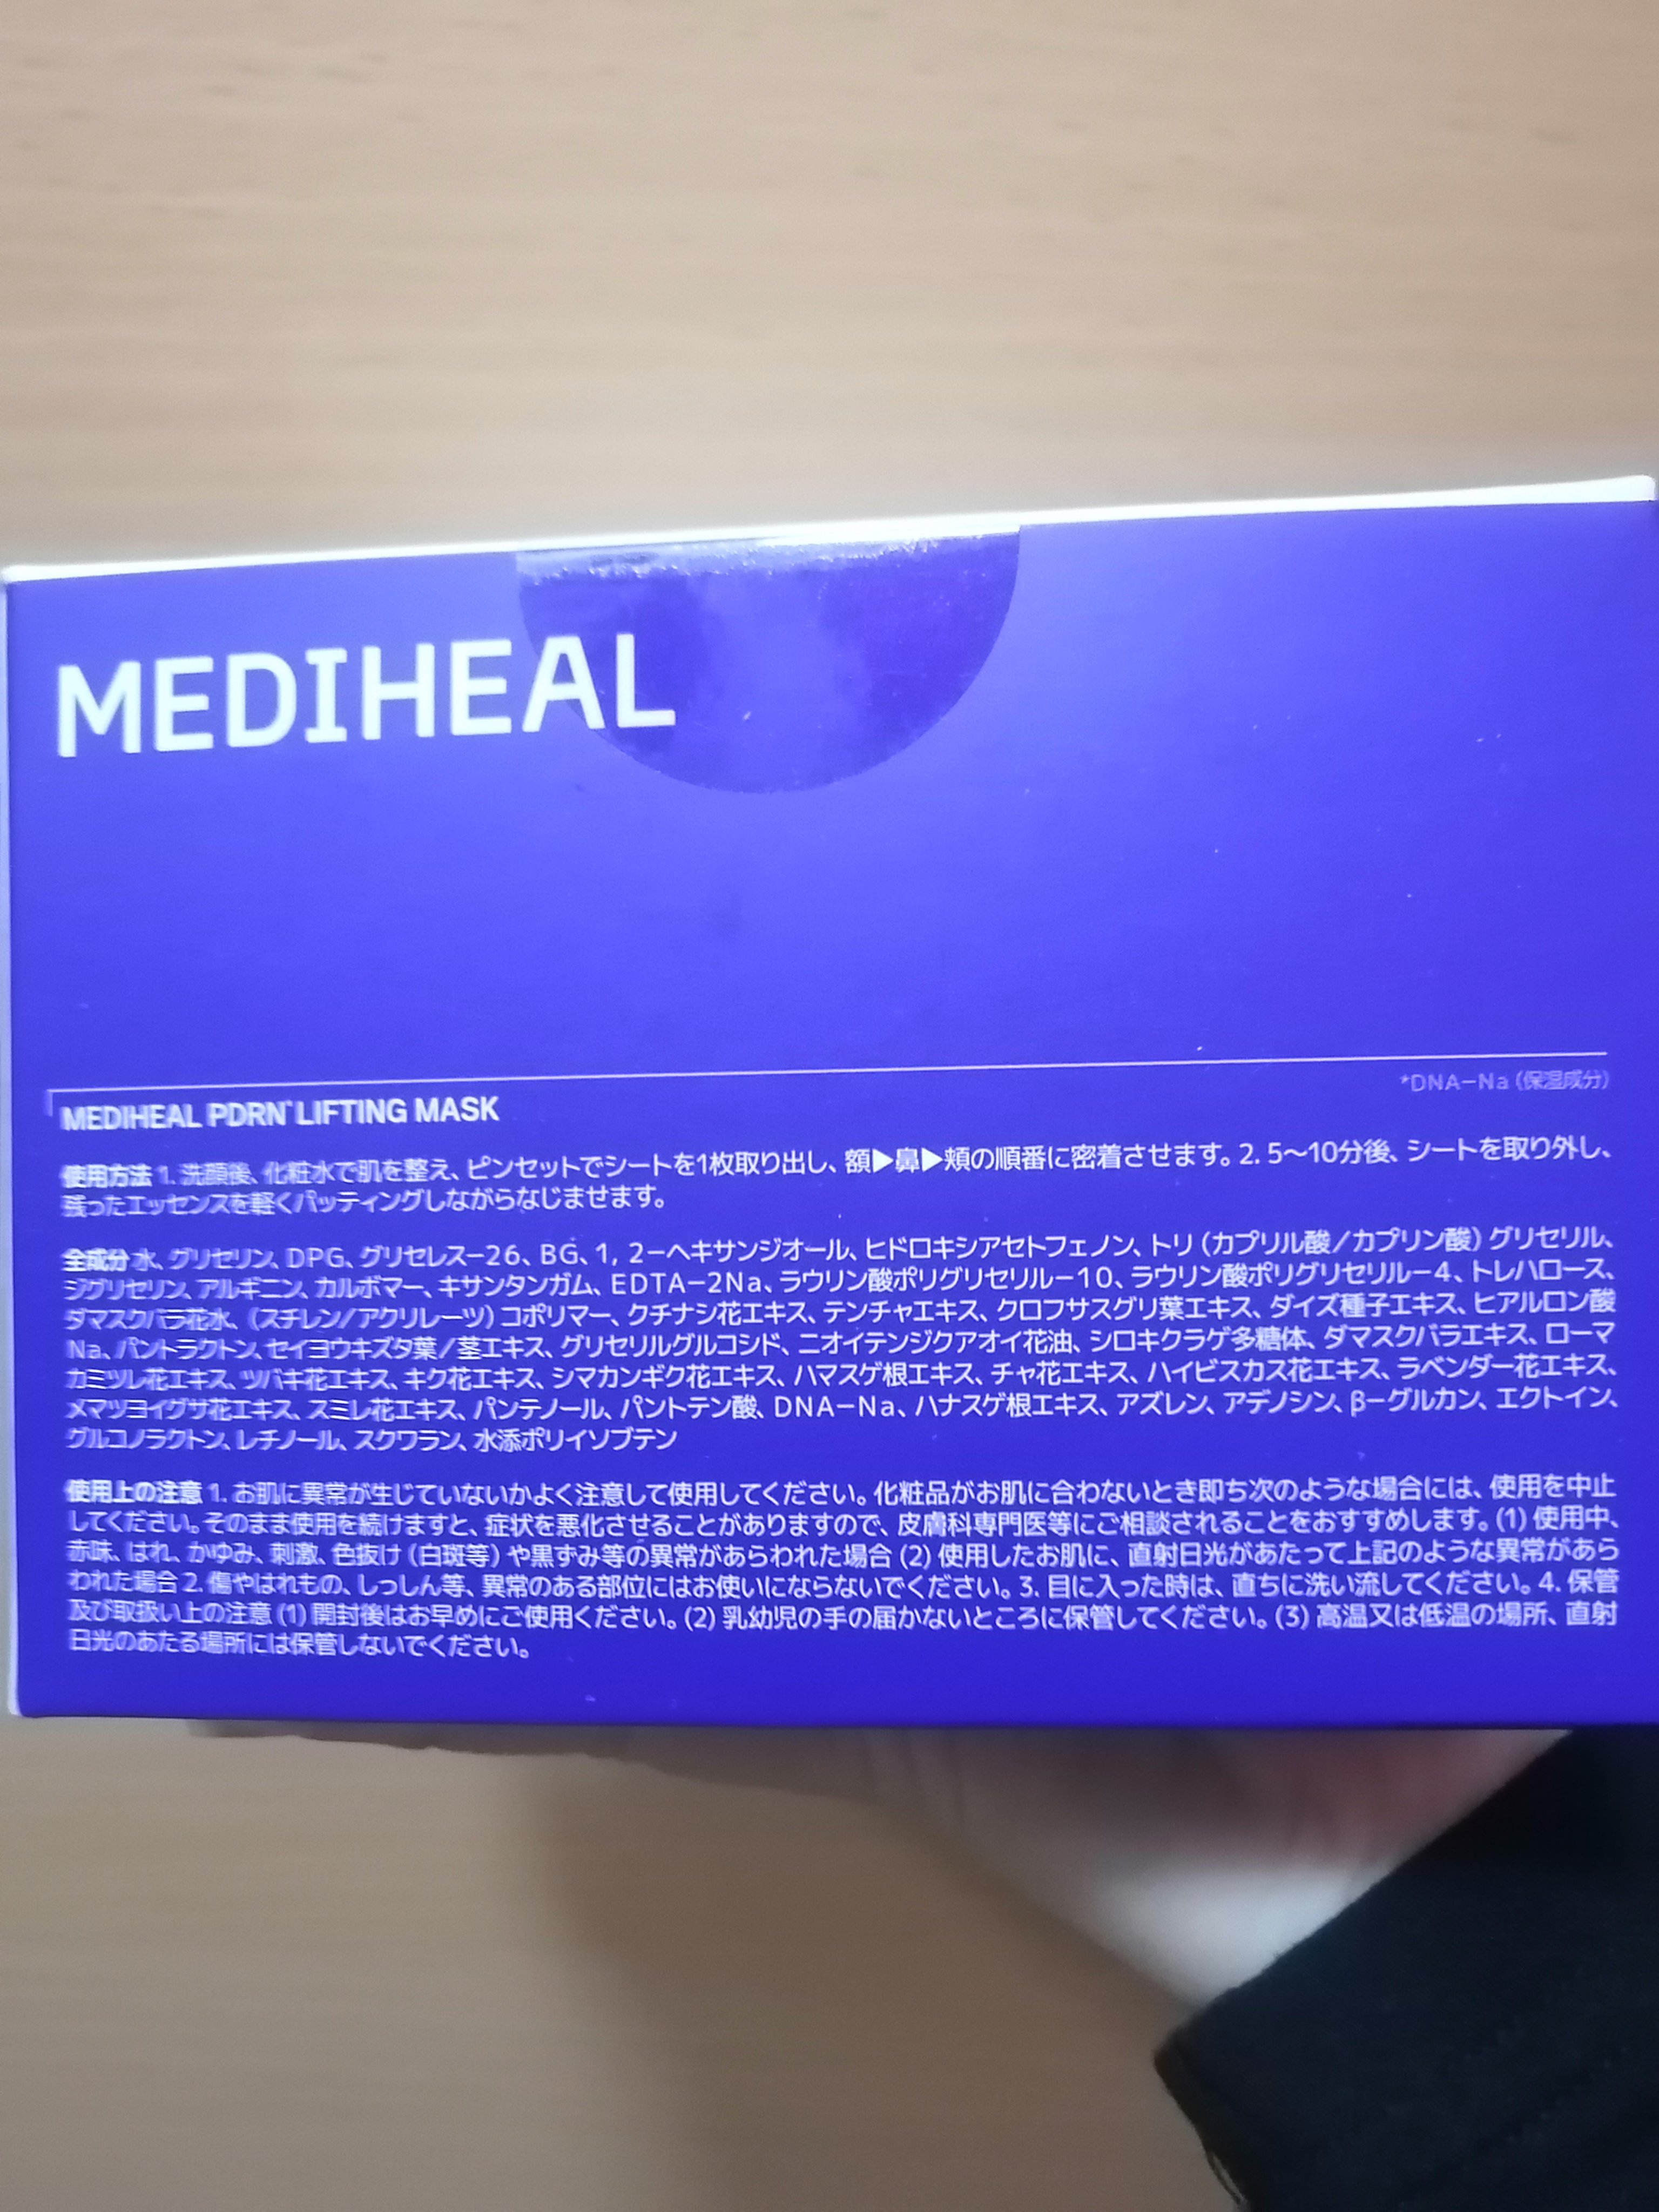 MEDIHEAL
*DNA−Na（保湿成分）
MEDIHEAL PDRN* LIFTING MASK
使用方法 1. 洗顔後、化粧水で肌を整え、ピンセットでシートを1枚取り出し、額▶鼻▶頬の順番に密着させます。2. 5〜10分後、シートを取り外し、
残ったエッセンスを軽くパッティングしながらなじませます。
全成分 水、グリセリン、DPG、グリセレス−26、BG、1, 2−ヘキサンジオール、ヒドロキシアセトフェノン、トリ（カプリル酸／カプリン酸）グリセリル、
ジグリセリン、アルギニン、カルボマー、キサンタンガム、EDTA−2Na、ラウリン酸ポリグリセリル−10、ラウリン酸ポリグリセリル−4、トレハロース、
ダマスクバラ花水、（スチレン/アクリレーツ）コポリマー、クチナシ花エキス、テンチャエキス、クロフサスグリ葉エキス、ダイズ種子エキス、ヒアルロン酸
Na、パントラクトン、セイヨウキズタ葉／茎エキス、グリセリルグルコシド、ニオイテンジクアオイ花油、シロキクラゲ多糖体、ダマスクバラエキス、ローマ
カミツレ花エキス、ツバキ花エキス、キク花エキス、シマカンギク花エキス、ハマスゲ根エキス、チャ花エキス、ハイビスカス花エキス、ラベンダー花エキス、
メマツヨイグサ花エキス、スミレ花エキス、パンテノール、パントテン酸、DNA−Na、ハナスゲ根エキス、アズレン、アデノシン、β−グルカン、エクトイン、
グルコノラクトン、レチノール、スクワラン、水添ポリイソブテン
使用上の注意 1. お肌に異常が生じていないかよく注意して使用してください。化粧品がお肌に合わないとき即ち次のような場合には、使用を中止
してください。そのまま使用を続けますと、症状を悪化させることがありますので、皮膚科専門医等にご相談されることをおすすめします。(1) 使用中、
赤味、はれ、かゆみ、刺激、色抜け（白斑等）や黒ずみ等の異常があらわれた場合 (2) 使用したお肌に、直射日光があたって上記のような異常があら
われた場合 2. 傷やはれもの、しっしん等、異常のある部位にはお使いにならないでください。3. 目に入った時は、直ちに洗い流してください。4. 保管
及び取扱い上の注意 (1) 開封後はお早めにご使用ください。(2) 乳幼児の手の届かないところに保管してください。(3) 高温又は低温の場所、直射
日光のあたる場所には保管しないでください。